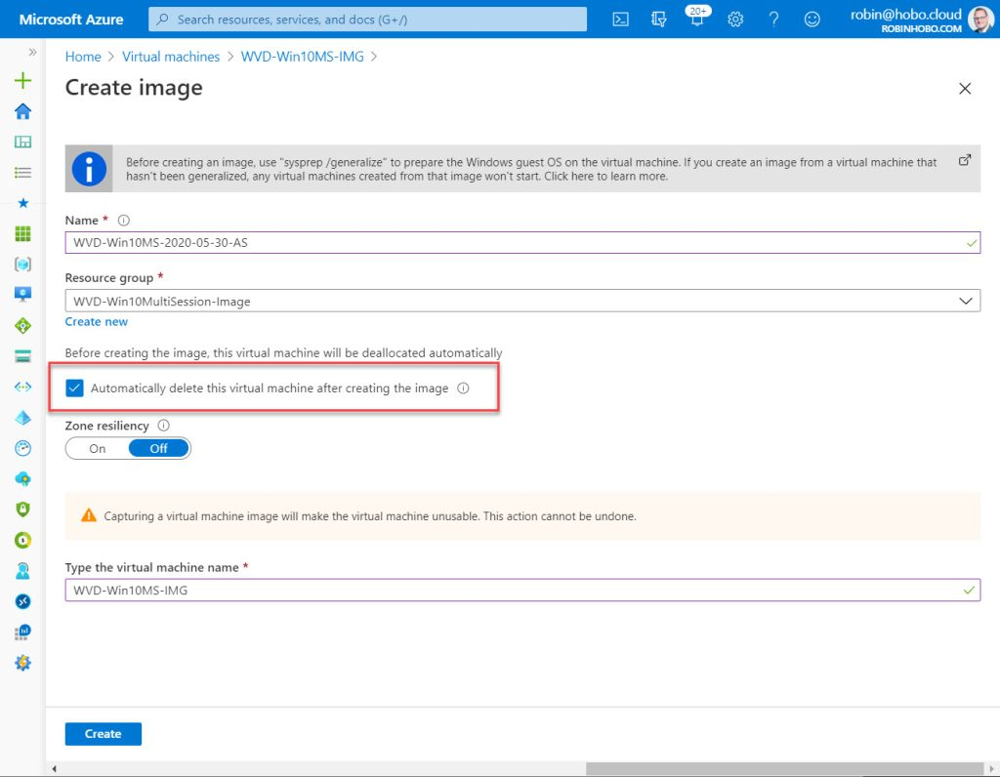 Microsoft Azure
Search resources, services, and docs (G+/)
20+
robin@hobo.cloud
ROBINHOBO.COM
Home > Virtual machines > WVD-Win10MS-IMG >
Create image
Before creating an image, use "sysprep /generalize" to prepare the Windows guest OS on the virtual machine. If you create an image from a virtual machine that
hasn't been generalized, any virtual machines created from that image won't start. Click here to learn more.
Name *
WVD-Win10MS-2020-05-30-AS
Resource group *
WVD-Win10MultiSession-Image
Create new
Before creating the image, this virtual machine will be deallocated automatically
Automatically delete this virtual machine after creating the image
Zone resiliency
On Off
Capturing a virtual machine image will make the virtual machine unusable. This action cannot be undone.
Type the virtual machine name *
WVD-Win10MS-IMG
Create